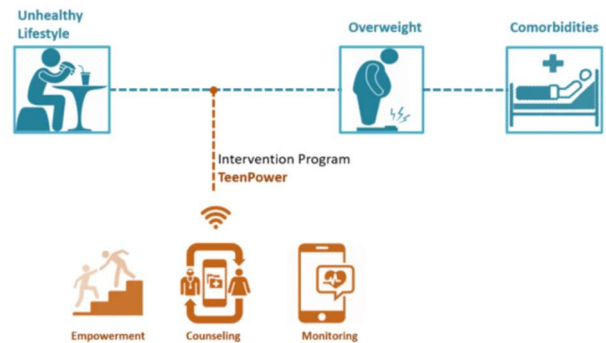 Unhealthy
Lifestyle
Overweight
Comorbidities
Intervention Program
TeenPower
Empowerment
Counseling
Monitoring